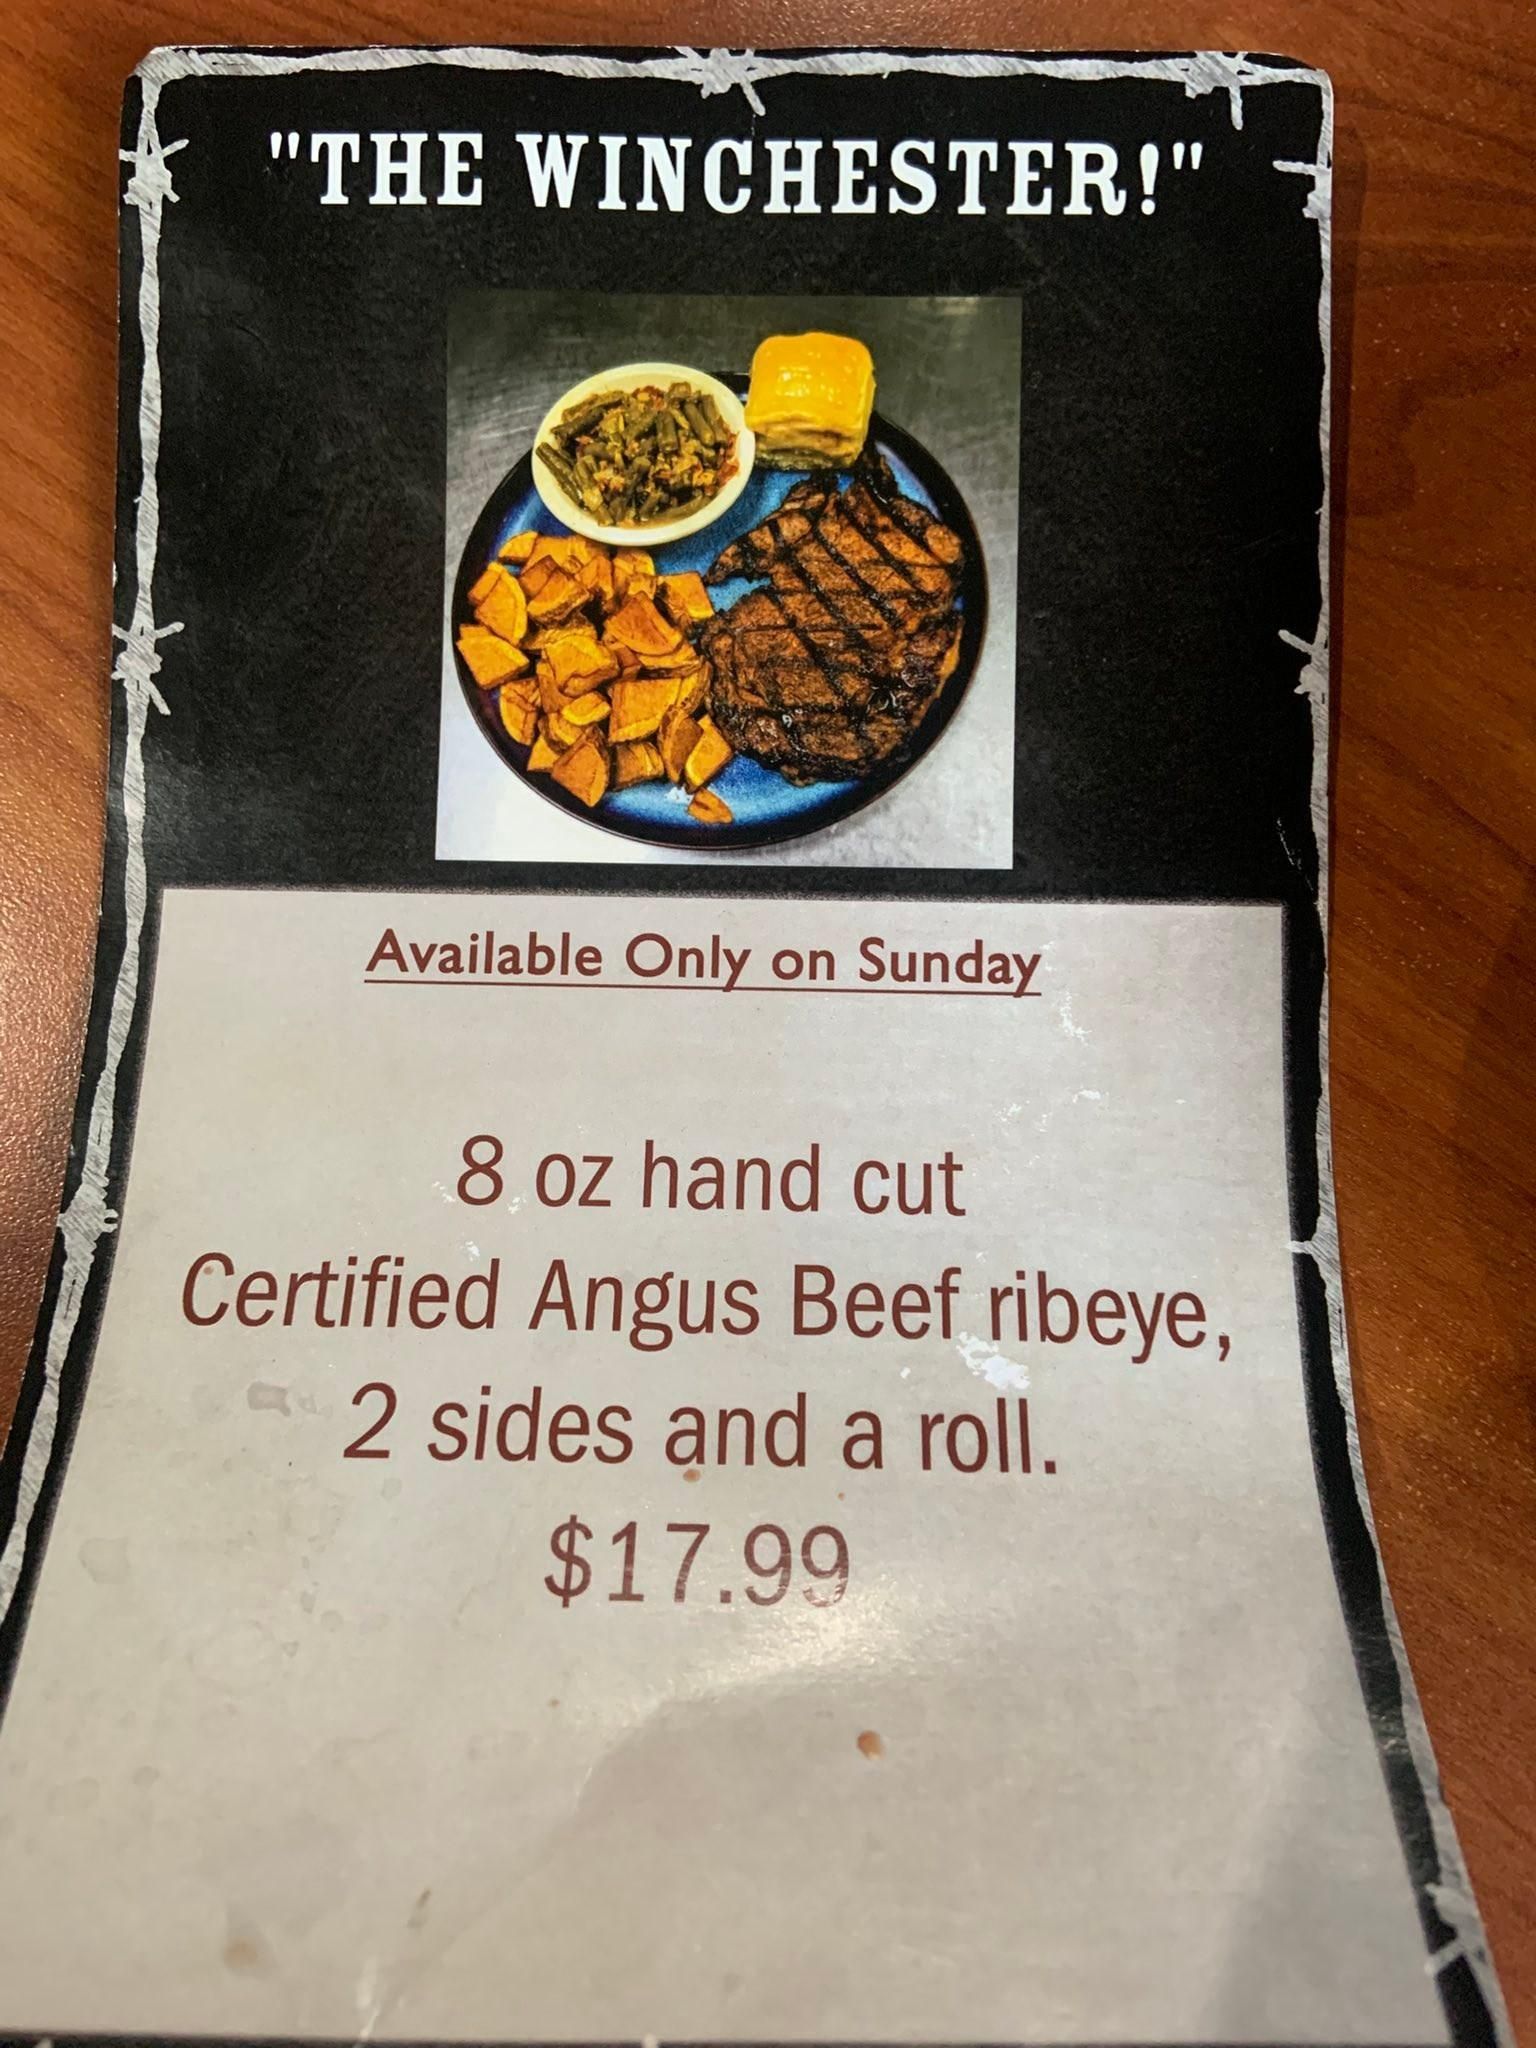 "THE WINCHESTER!"
Available Only on Sunday
8 oz hand cut
Certified Angus Beef ribeye,
2 sides and a roll.
$17.99